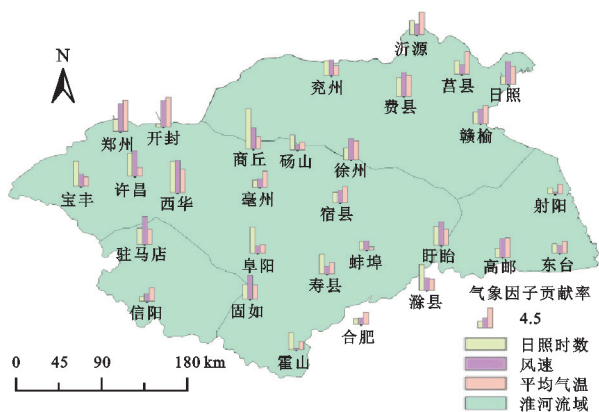 沂源
N
兖州
莒县
费县
日照
赣榆
郑州
开封
商丘
砀山
徐州
宝丰
许昌
西华
亳州
宿县
射阳
驻马店
阜阳
蚌埠
盱眙
高邮
东台
寿县
滁县
信阳
固如
合肥
霍山
气象因子贡献率
4.5
日照时数
风速
平均气温
淮河流域
0 45 90 180 km